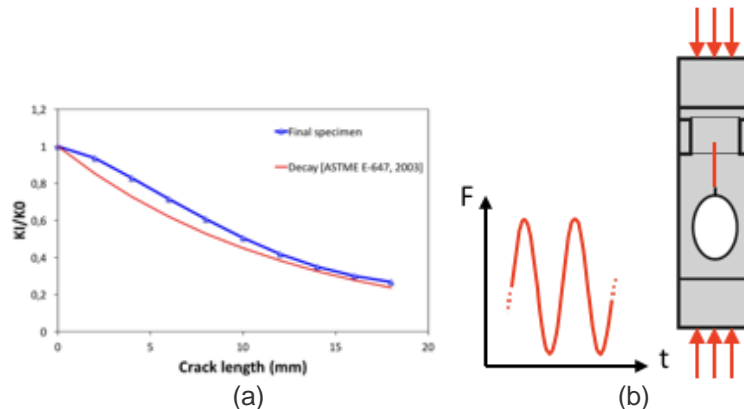 1,2
1
0,8
0,6
0,4
0,2
0
KI/K0
Final specimen
Decay [ASTME E-647, 2003]
0
5
10
15
20
Crack length (mm)
(a)
F
t
(b)